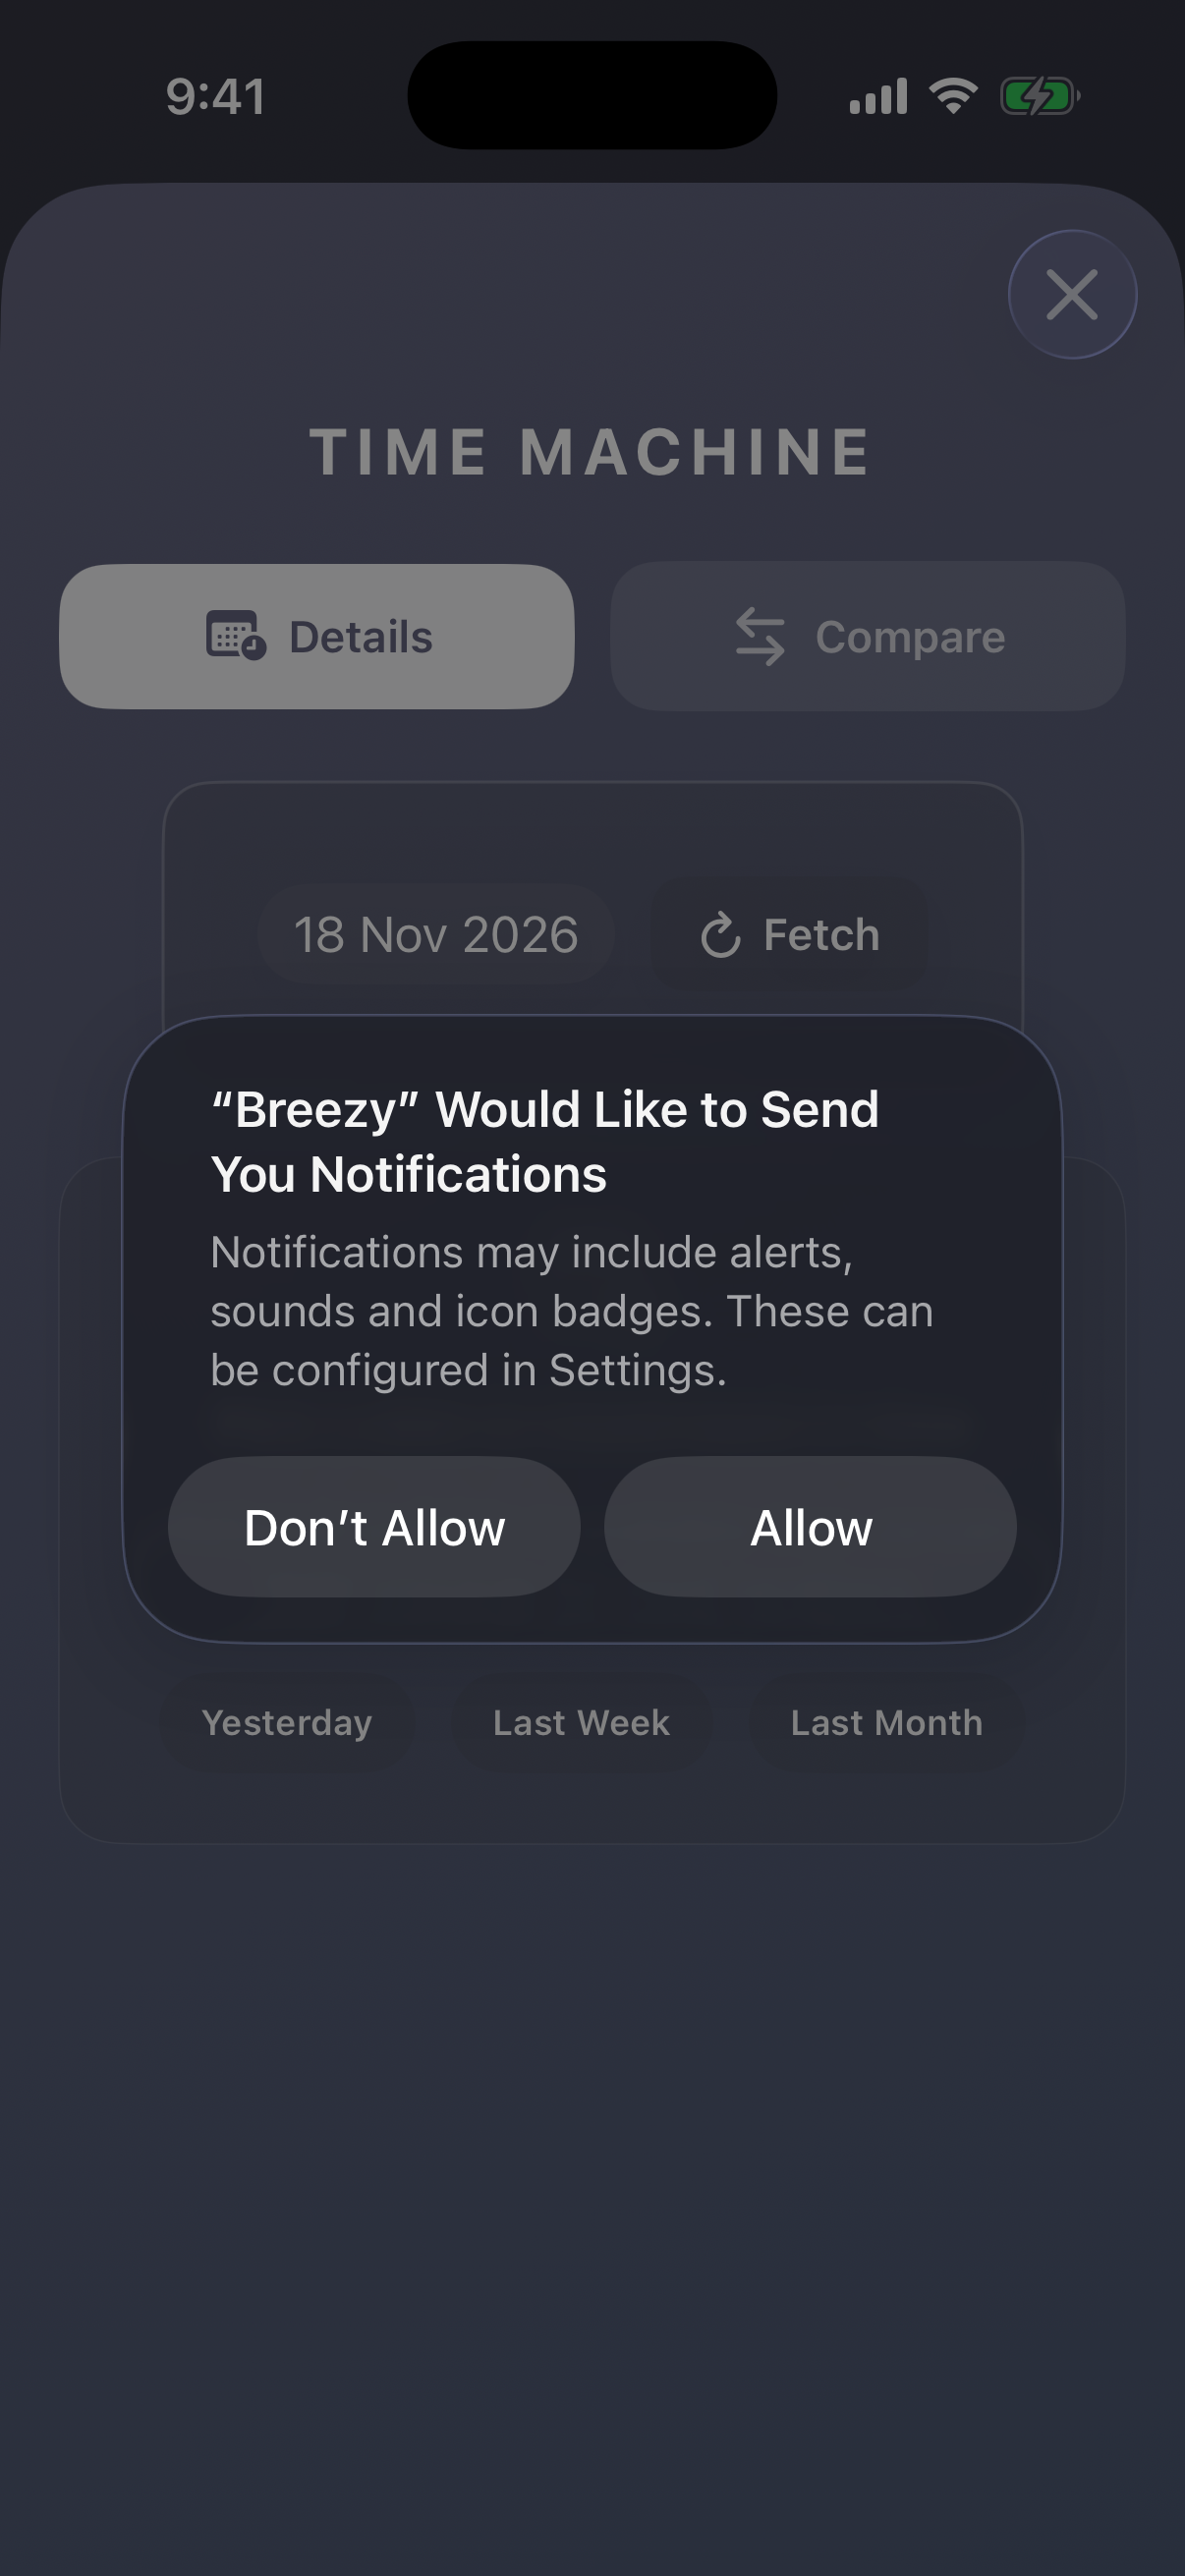 9:41
TIME MACHINE
Details
Compare
18 Nov 2026
Fetch
“Breezy” Would Like to Send
You Notifications
Notifications may include alerts,
sounds and icon badges. These can
be configured in Settings.
Don’t Allow
Allow
Yesterday
Last Week
Last Month